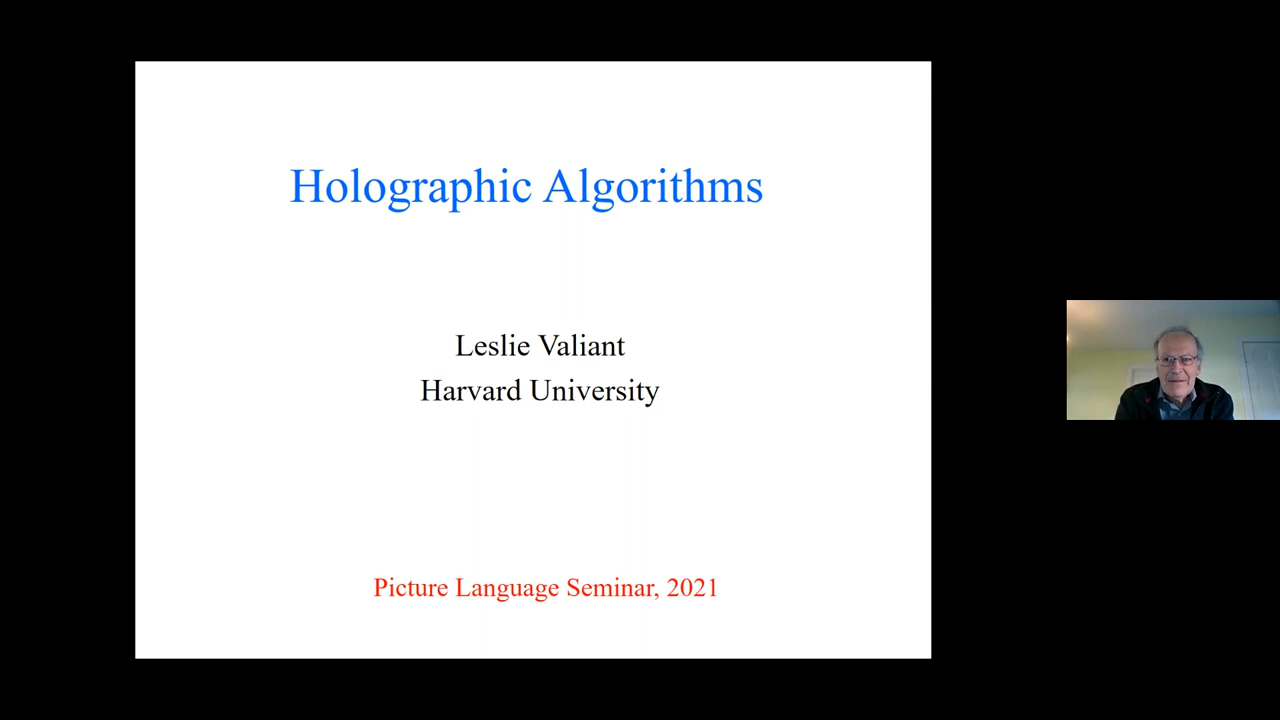 Holographic Algorithms
Leslie Valiant
Harvard University
Picture Language Seminar, 2021